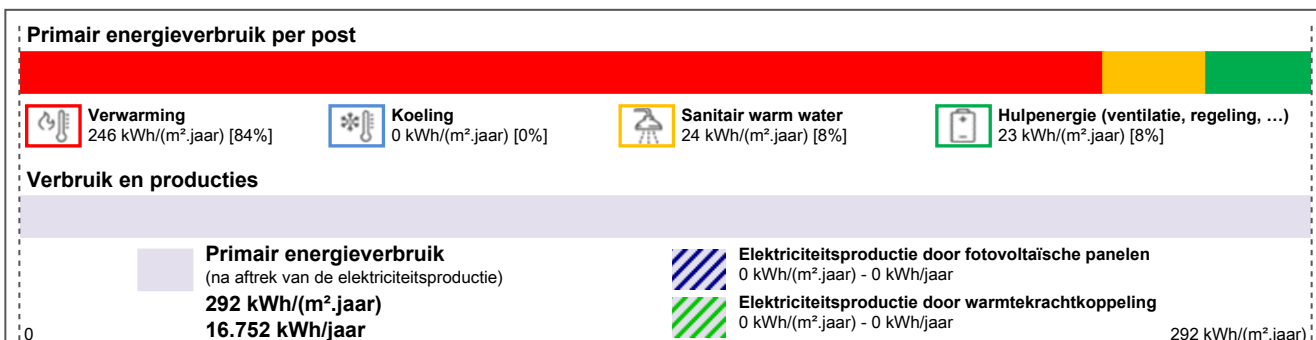 Primair energieverbruik per post
Verwarming
246 kWh/(m².jaar) [84%]
Koeling
0 kWh/(m².jaar) [0%]
Sanitair warm water
24 kWh/(m².jaar) [8%]
Hulpenergie (ventilatie, regeling, …)
23 kWh/(m².jaar) [8%]
Verbruik en producties
Primair energieverbruik
(na aftrek van de elektriciteitsproductie)
292 kWh/(m².jaar)
16.752 kWh/jaar
Elektriciteitsproductie door fotovoltaïsche panelen
0 kWh/(m².jaar) - 0 kWh/jaar
Elektriciteitsproductie door warmtekrachtkoppeling
0 kWh/(m².jaar) - 0 kWh/jaar
0
292 kWh/(m².jaar)